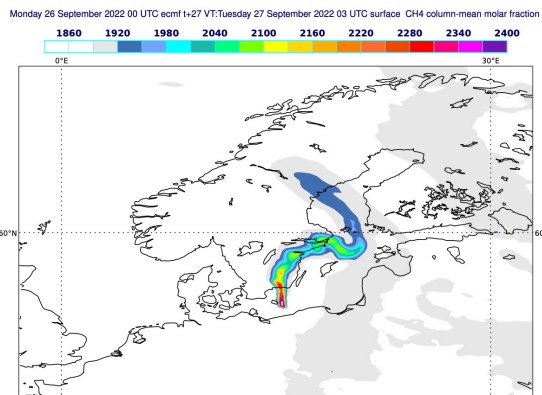 Monday 26 September 2022 00 UTC ecmf t+27 VT:Tuesday 27 September 2022 03 UTC surface CH4 column-mean molar fraction
1860 1920 1980 2040 2100 2160 2220 2280 2340 2400
0°E 30°E
60°N 60